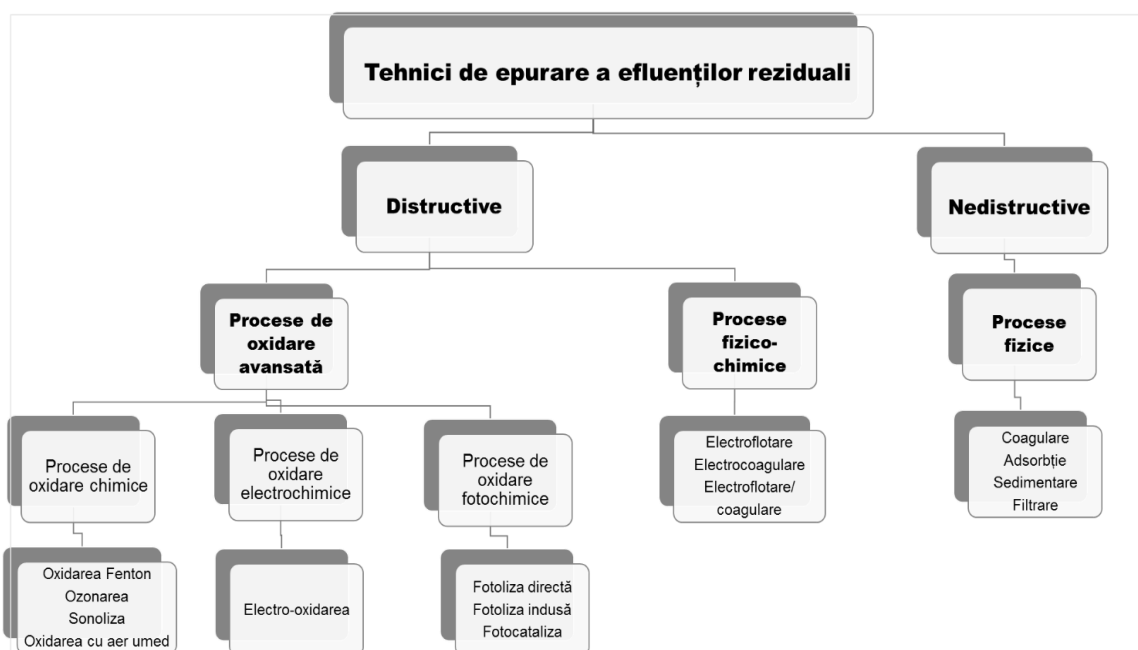 Tehnici de epurare a efluenților reziduali
Distructive
Nedistructive
Procese de
oxidare
avansată
Procese
fizico-
chimice
Procese
fizice
Procese de
oxidare chimice
Procese de
oxidare
electrochimice
Procese de
oxidare
fotochimice
Electroflotare
Electrocoagulare
Electroflotare/
coagulare
Coagulare
Adsorbție
Sedimentare
Filtrare
Oxidarea Fenton
Ozonarea
Sonoliza
Oxidarea cu aer umed
Electro-oxidarea
Fotoliza directă
Fotoliza indusă
Fotocataliza